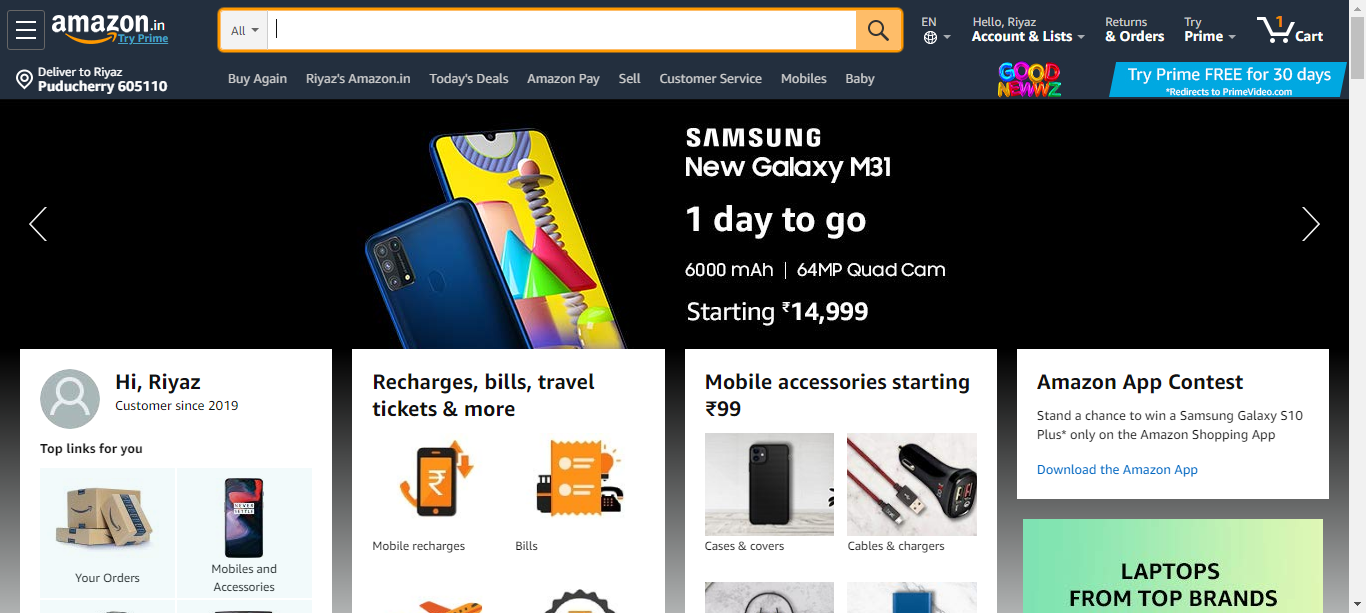 amazon.in
Try Prime
All
EN
Hello, Riyaz
Account & Lists
Returns
& Orders
Try
Prime
1
Cart
Deliver to Riyaz
Puducherry 605110
Buy Again
Riyaz's Amazon.in
Today's Deals
Amazon Pay
Sell
Customer Service
Mobiles
Baby
GOOD
NEWWZ
Try Prime FREE for 30 days
*Redirects to PrimeVideo.com
SAMSUNG
New Galaxy M31
1 day to go
6000 mAh | 64MP Quad Cam
Starting ₹14,999
Hi, Riyaz
Customer since 2019
Top links for you
NEVER
SETTLE
Your Orders
Mobiles and
Accessories
Recharges, bills, travel
tickets & more
₹
Mobile recharges
Bills
Mobile accessories starting
₹99
Cases & covers
Cables & chargers
Amazon App Contest
Stand a chance to win a Samsung Galaxy S10
Plus* only on the Amazon Shopping App
Download the Amazon App
LAPTOPS
FROM TOP BRANDS